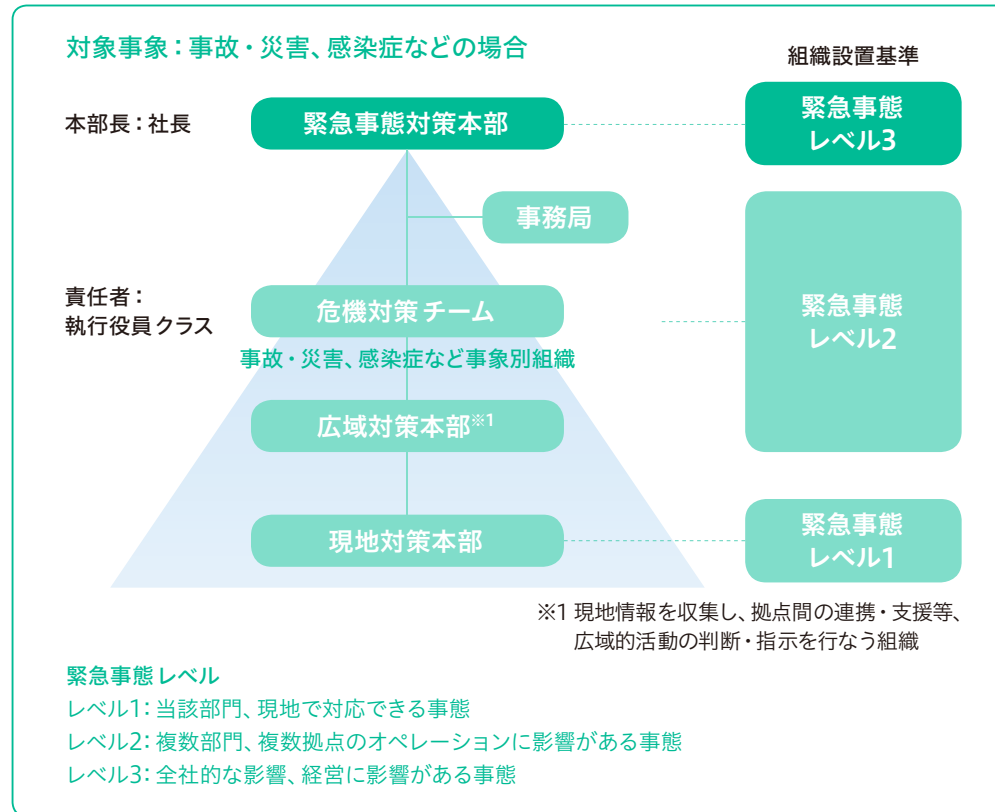 対象事象：事故・災害、感染症などの場合
組織設置基準
本部長：社長
緊急事態対策本部
緊急事態
レベル3
事務局
責任者：
執行役員クラス
危機対策チーム
緊急事態
レベル2
事故・災害、感染症など事象別組織
広域対策本部※1
現地対策本部
緊急事態
レベル1
※1 現地情報を収集し、拠点間の連携・支援等、
広域的活動の判断・指示を行なう組織
緊急事態レベル
レベル1：当該部門、現地で対応できる事態
レベル2：複数部門、複数拠点のオペレーションに影響がある事態
レベル3：全社的な影響、経営に影響がある事態